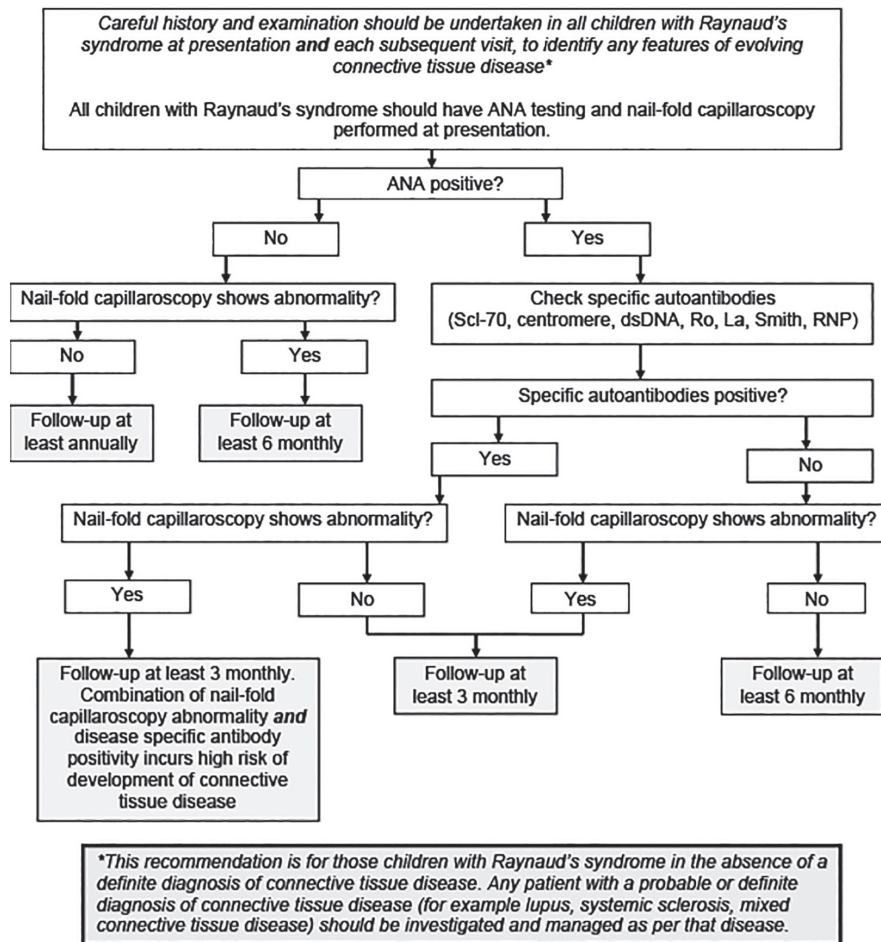 Careful history and examination should be undertaken in all children with Raynaud's
syndrome at presentation and each subsequent visit, to identify any features of evolving
connective tissue disease*
All children with Raynaud's syndrome should have ANA testing and nail-fold capillaroscopy
performed at presentation.
ANA positive?
No
Yes
Nail-fold capillaroscopy shows abnormality?
Check specific autoantibodies
(Scl-70, centromere, dsDNA, Ro, La, Smith, RNP)
No
Yes
Specific autoantibodies positive?
Follow-up at
least annually
Follow-up at
least 6 monthly
Yes
No
Nail-fold capillaroscopy shows abnormality?
Nail-fold capillaroscopy shows abnormality?
Yes
No
Yes
No
Follow-up at least 3 monthly.
Combination of nail-fold
capillaroscopy abnormality and
disease specific antibody
positivity incurs high risk of
development of connective
tissue disease
Follow-up at
least 3 monthly
Follow-up at
least 6 monthly
*This recommendation is for those children with Raynaud's syndrome in the absence of a
definite diagnosis of connective tissue disease. Any patient with a probable or definite
diagnosis of connective tissue disease (for example lupus, systemic sclerosis, mixed
connective tissue disease) should be investigated and managed as per that disease.